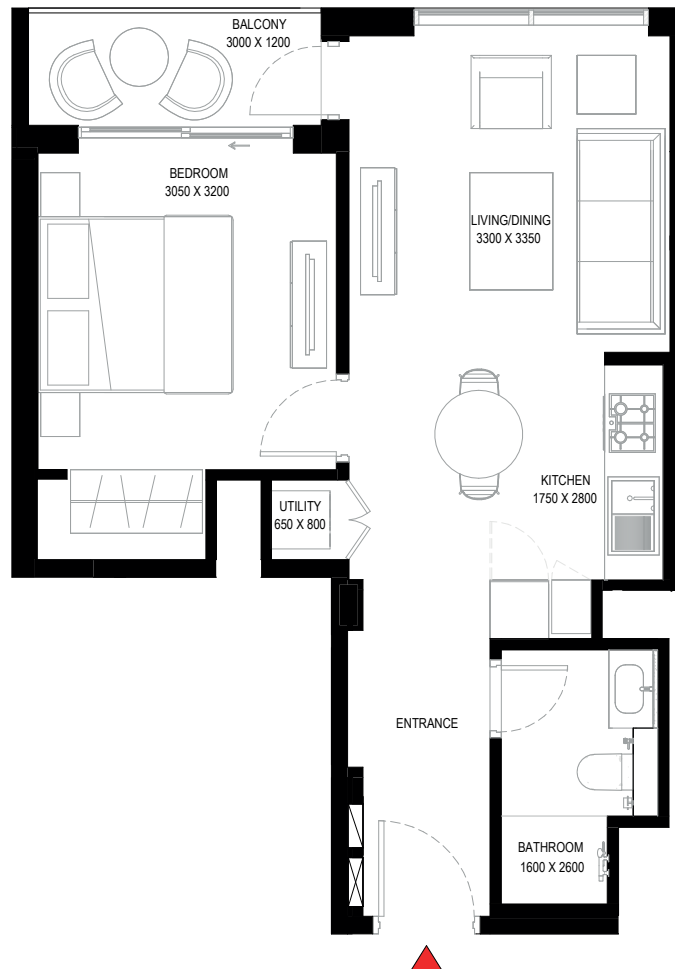 BALCONY
3000 X 1200
BEDROOM
3050 X 3200
LIVING/DINING
3300 X 3350
KITCHEN
1750 X 2800
UTILITY
650 X 800
ENTRANCE
BATHROOM
1600 X 2600